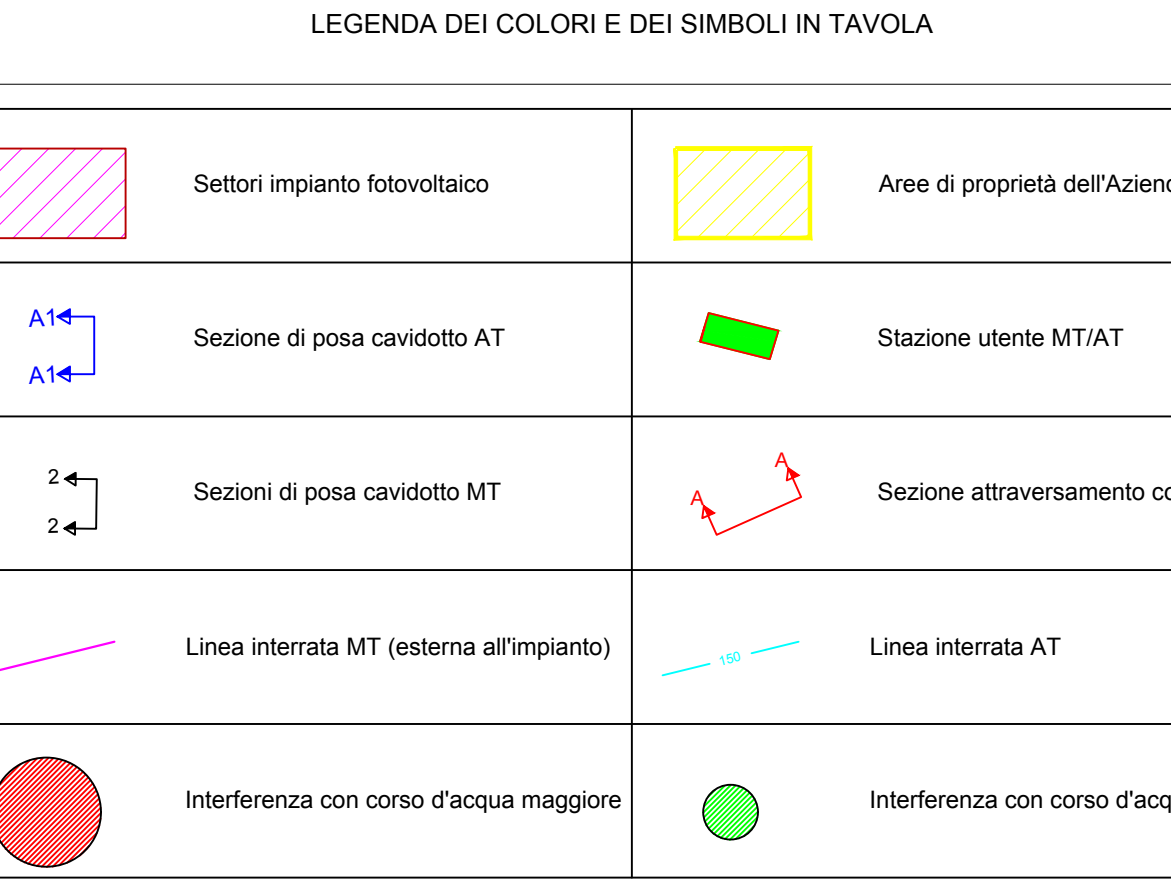 LEGENDA DEI COLORI E DEI SIMBOLI IN TAVOLA
Settori impianto fotovoltaico
Aree di proprietà dell'Aziend
A1
A1
Sezione di posa cavidotto AT
Stazione utente MT/AT
2
2
Sezioni di posa cavidotto MT
A
A
Sezione attraversamento co
Linea interrata MT (esterna all'impianto)
150
Linea interrata AT
Interferenza con corso d'acqua maggiore
Interferenza con corso d'acq